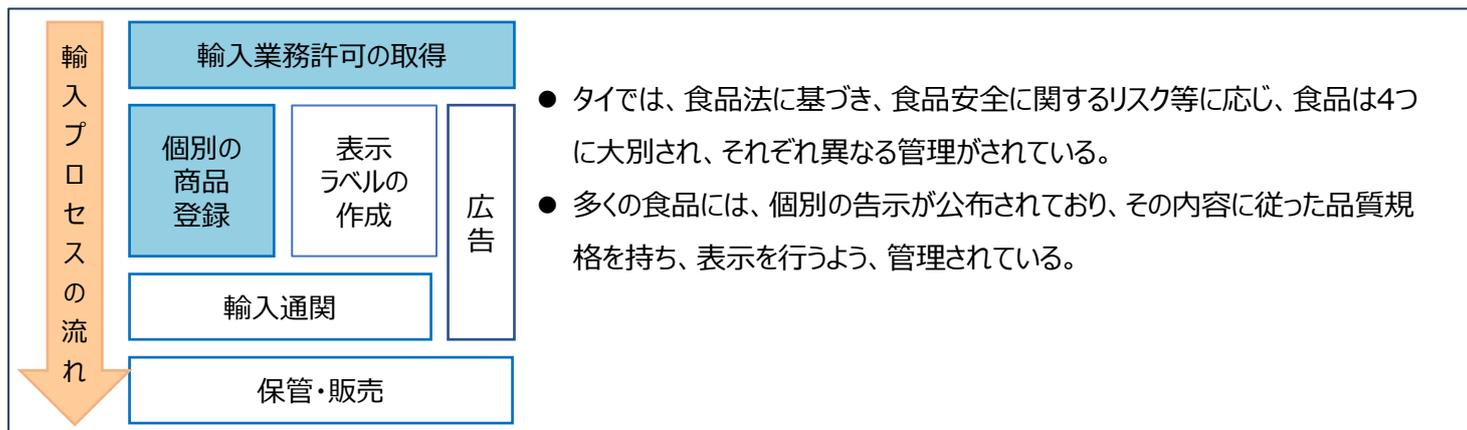 輸入プロセスの流れ
輸入業務許可の取得
個別の
商品
登録
表示
ラベルの
作成
広告
輸入通関
保管・販売
● タイでは、食品法に基づき、食品安全に関するリスク等に応じ、食品は4つ
に大別され、それぞれ異なる管理がされている。
● 多くの食品には、個別の告示が公布されており、その内容に従った品質規
格を持ち、表示を行うよう、管理されている。